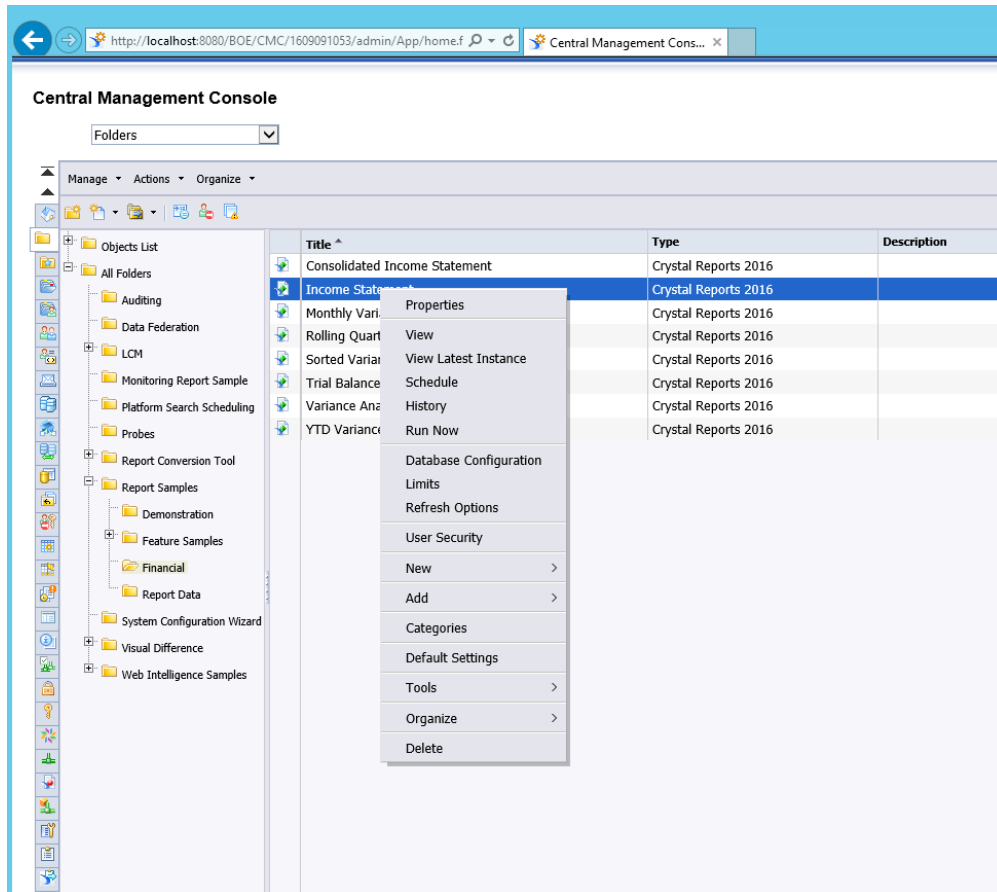 http://localhost:8080/BOE/CMC/1609091053/admin/App/home.f
Central Management Cons...
Central Management Console
Folders
Manage Actions Organize
Objects List
All Folders
Auditing
Data Federation
LCM
Monitoring Report Sample
Platform Search Scheduling
Probes
Report Conversion Tool
Report Samples
Demonstration
Feature Samples
Financial
Report Data
System Configuration Wizard
Visual Difference
Web Intelligence Samples
Title Type Description
Consolidated Income Statement Crystal Reports 2016
Income Statement Crystal Reports 2016
Monthly Vari Crystal Reports 2016
Rolling Quart Crystal Reports 2016
Sorted Varian Crystal Reports 2016
Trial Balance Crystal Reports 2016
Variance Ana Crystal Reports 2016
YTD Variance Crystal Reports 2016
Properties
View
View Latest Instance
Schedule
History
Run Now
Database Configuration
Limits
Refresh Options
User Security
New
Add
Categories
Default Settings
Tools
Organize
Delete